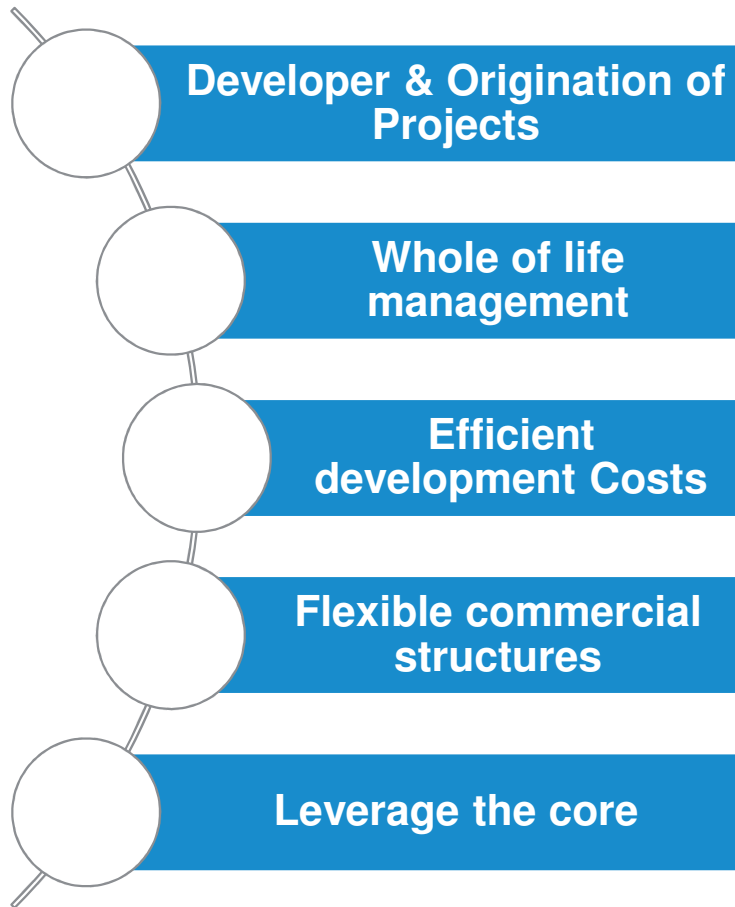 Developer & Origination of
Projects
Whole of life
management
Efficient
development Costs
Flexible commercial
structures
Leverage the core